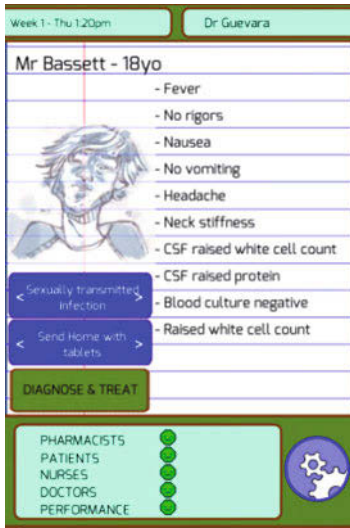 Week 1 - Thu 1:20pm
Dr Guevara
Mr Bassett - 18yo
- Fever
- No rigors
- Nausea
- No vomiting
- Headache
- Neck stiffness
- CSF raised white cell count
- CSF raised protein
- Blood culture negative
- Raised white cell count
< Sexually transmitted >
Infection
< Send Home with >
tablets
DIAGNOSE & TREAT
PHARMACISTS
PATIENTS
NURSES
DOCTORS
PERFORMANCE